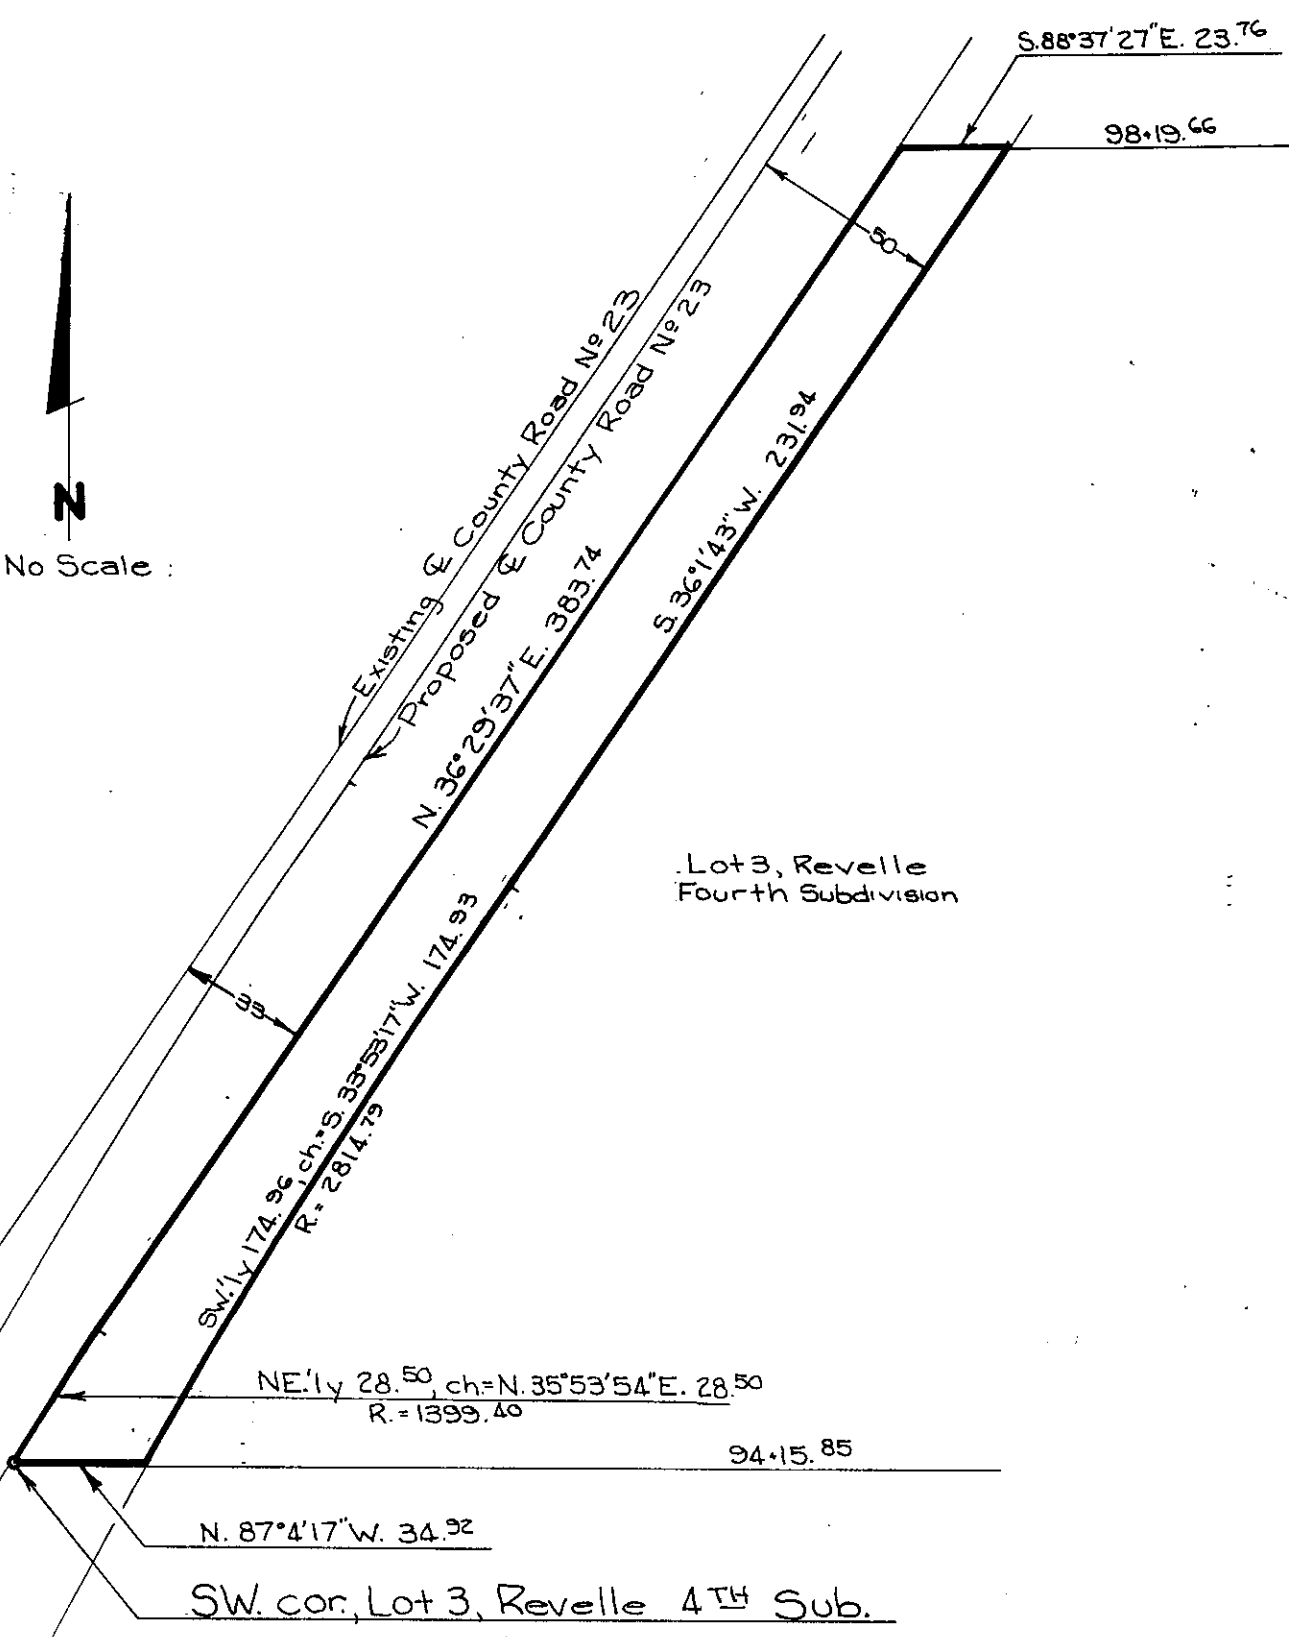 S.88°37'27"E. 23.76
98+19.66
50
Existing ℄ County Road Nº 23
Proposed ℄ County Road Nº 23
N
No Scale :
N. 36°29'37"E. 383.74
S. 36°1'43"W. 231.94
Lot 3, Revelle
Fourth Subdivision
33
SW.'ly 174.96, ch.=S. 33°53'17"W. 174.93
R.= 2814.79
NE.'ly 28.50, ch=N. 35°53'54"E. 28.50
R.=1399.40
94+15.85
N. 87°4'17"W. 34.92
SW. cor., Lot 3, Revelle 4TH Sub.